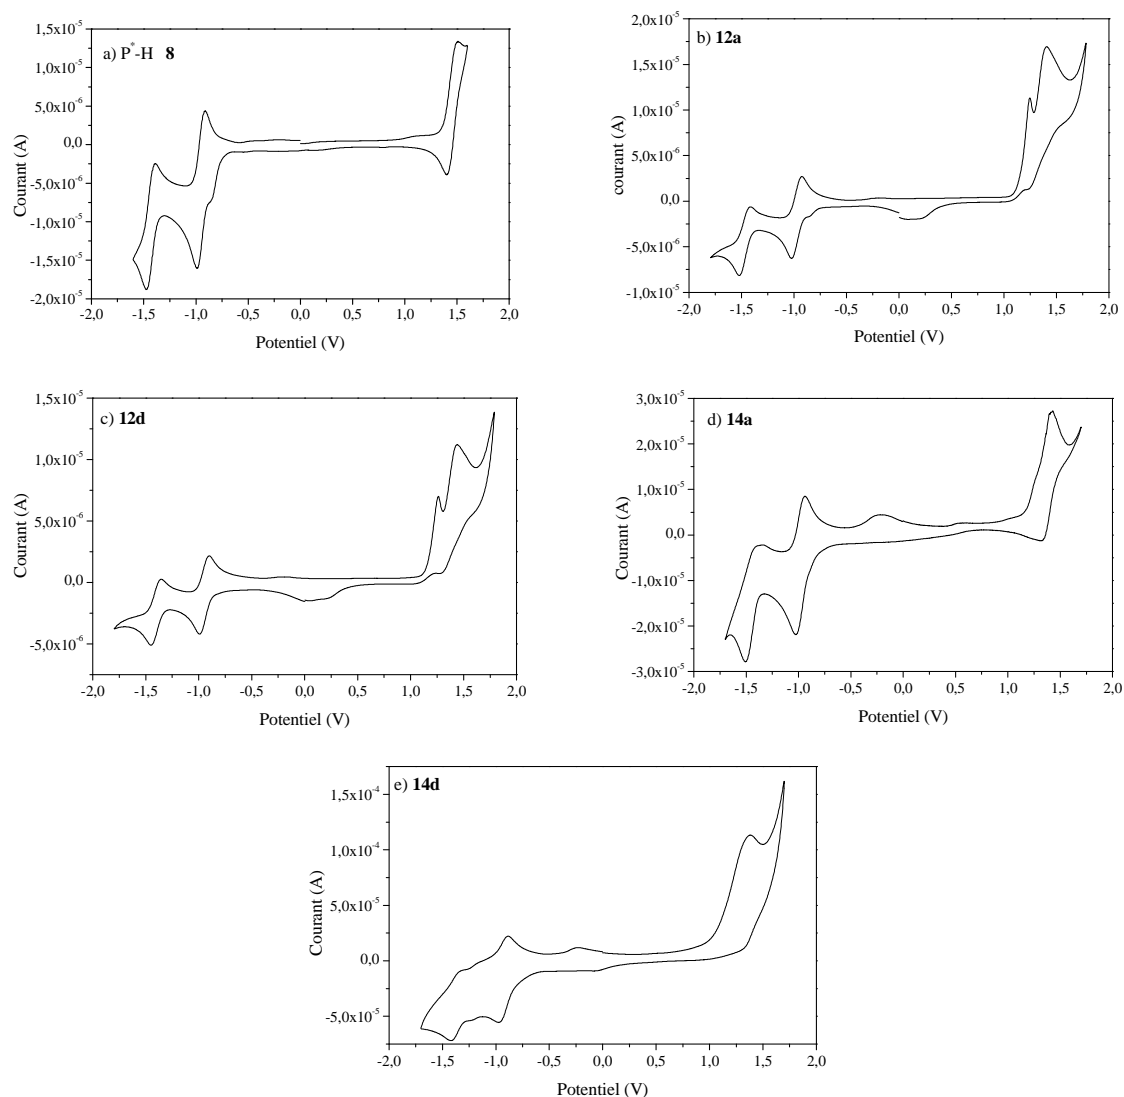 a) P*-H 8
1,5x10⁻⁵
1,0x10⁻⁵
5,0x10⁻⁶
0,0
-5,0x10⁻⁶
-1,0x10⁻⁵
-1,5x10⁻⁵
-2,0x10⁻⁵
Courant (A)
-2,0 -1,5 -1,0 -0,5 0,0 0,5 1,0 1,5 2,0
Potentiel (V)
b) 12a
2,0x10⁻⁵
1,5x10⁻⁵
1,0x10⁻⁵
5,0x10⁻⁶
0,0
-5,0x10⁻⁶
-1,0x10⁻⁵
courant (A)
-2,0 -1,5 -1,0 -0,5 0,0 0,5 1,0 1,5 2,0
Potentiel (V)
c) 12d
1,5x10⁻⁵
1,0x10⁻⁵
5,0x10⁻⁶
0,0
-5,0x10⁻⁶
Courant (A)
-2,0 -1,5 -1,0 -0,5 0,0 0,5 1,0 1,5 2,0
Potentiel (V)
d) 14a
3,0x10⁻⁵
2,0x10⁻⁵
1,0x10⁻⁵
0,0
-1,0x10⁻⁵
-2,0x10⁻⁵
-3,0x10⁻⁵
Courant (A)
-2,0 -1,5 -1,0 -0,5 0,0 0,5 1,0 1,5 2,0
Potentiel (V)
e) 14d
1,5x10⁻⁴
1,0x10⁻⁴
5,0x10⁻⁵
0,0
-5,0x10⁻⁵
Courant (A)
-2,0 -1,5 -1,0 -0,5 0,0 0,5 1,0 1,5 2,0
Potentiel (V)